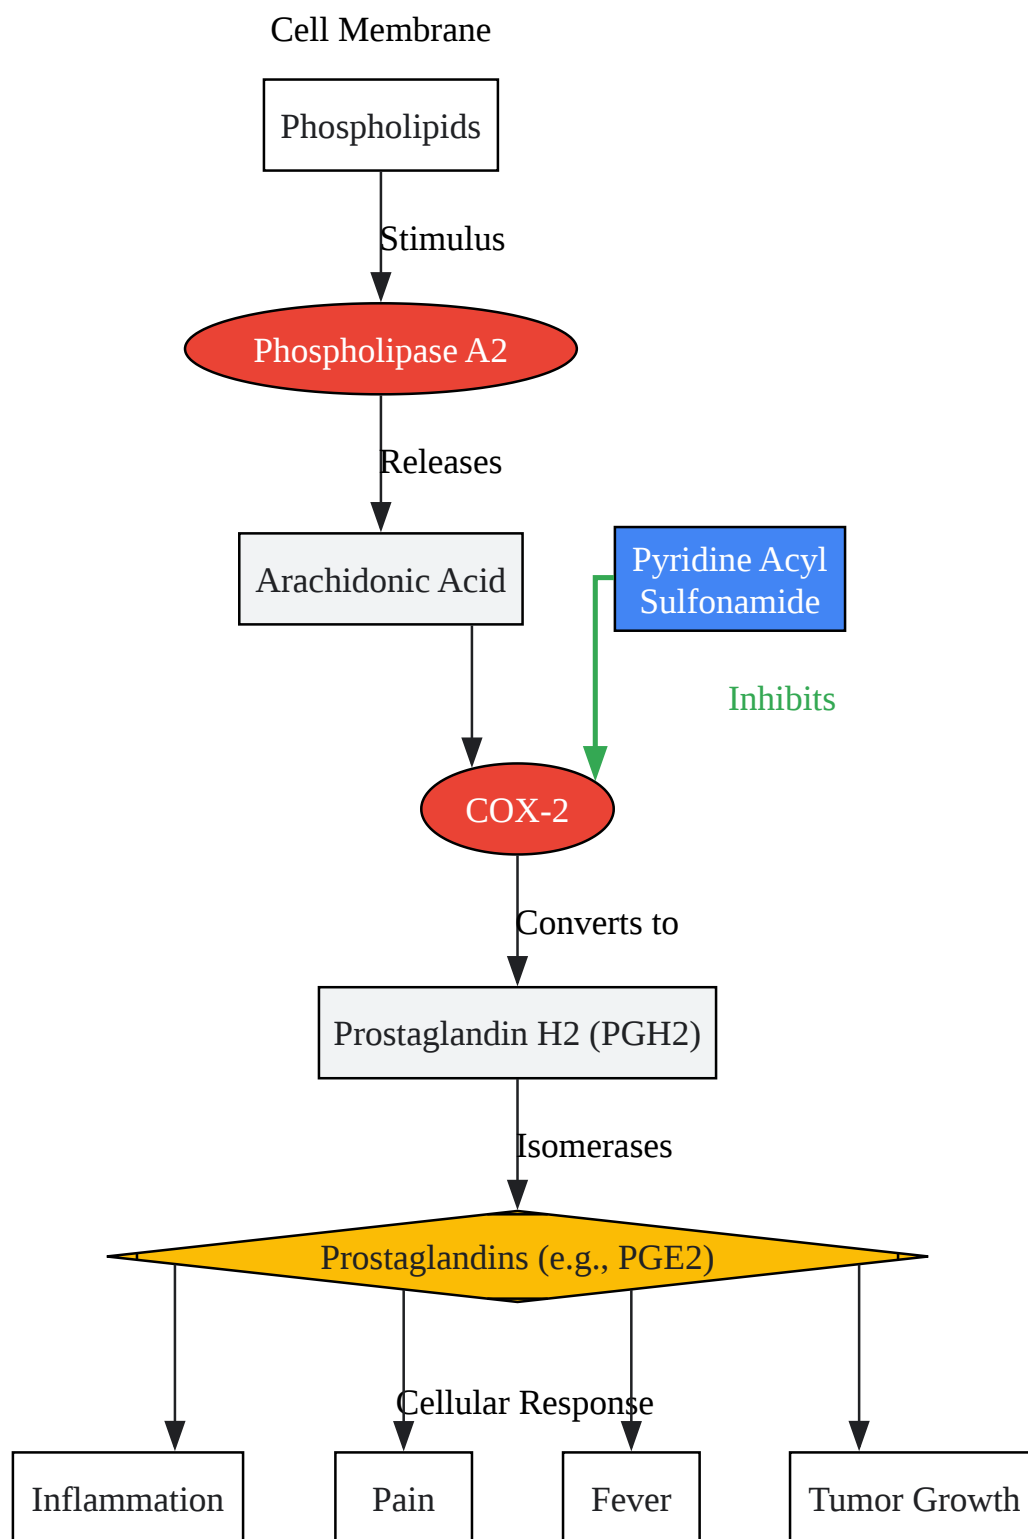 Cell Membrane
Phospholipids
Stimulus
Phospholipase A2
Releases
Arachidonic Acid
Pyridine Acyl
Sulfonamide
Inhibits
COX-2
Converts to
Prostaglandin H2 (PGH2)
Isomerases
Prostaglandins (e.g., PGE2)
Cellular Response
Inflammation
Pain
Fever
Tumor Growth